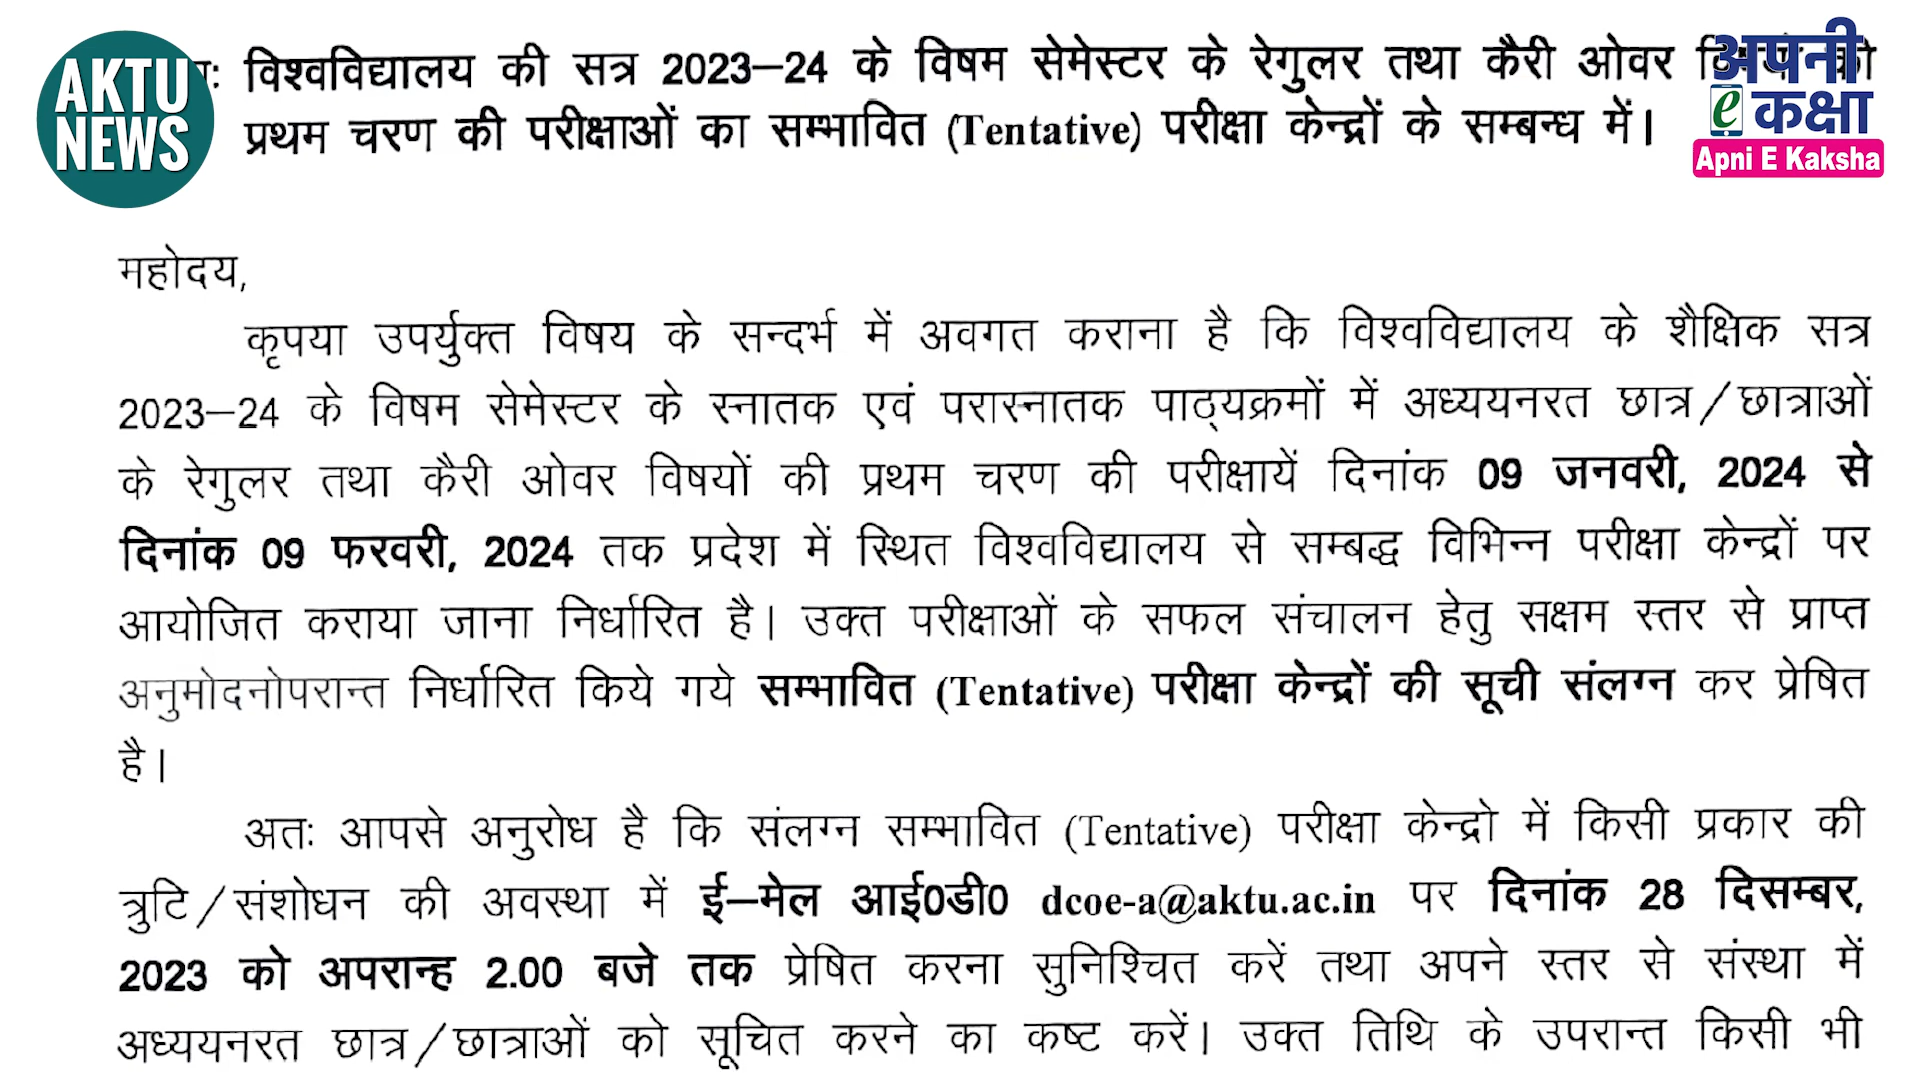 AKTU
NEWS
अपनी
e कक्षा
Apni E Kaksha
विश्वविद्यालय की सत्र 2023–24 के विषम सेमेस्टर के रेगुलर तथा कैरी ओवर
प्रथम चरण की परीक्षाओं का सम्भावित (Tentative) परीक्षा केन्द्रों के सम्बन्ध में।
महोदय,
कृपया उपर्युक्त विषय के सन्दर्भ में अवगत कराना है कि विश्वविद्यालय के शैक्षिक सत्र
2023–24 के विषम सेमेस्टर के स्नातक एवं परास्नातक पाठ्यक्रमों में अध्ययनरत छात्र/छात्राओं
के रेगुलर तथा कैरी ओवर विषयों की प्रथम चरण की परीक्षायें दिनांक 09 जनवरी, 2024 से
दिनांक 09 फरवरी, 2024 तक प्रदेश में स्थित विश्वविद्यालय से सम्बद्ध विभिन्न परीक्षा केन्द्रों पर
आयोजित कराया जाना निर्धारित है। उक्त परीक्षाओं के सफल संचालन हेतु सक्षम स्तर से प्राप्त
अनुमोदनोपरान्त निर्धारित किये गये सम्भावित (Tentative) परीक्षा केन्द्रों की सूची संलग्न कर प्रेषित
है।
अतः आपसे अनुरोध है कि संलग्न सम्भावित (Tentative) परीक्षा केन्द्रो में किसी प्रकार की
त्रुटि/संशोधन की अवस्था में ई–मेल आई0डी0 dcoe-a@aktu.ac.in पर दिनांक 28 दिसम्बर,
2023 को अपरान्ह 2.00 बजे तक प्रेषित करना सुनिश्चित करें तथा अपने स्तर से संस्था में
अध्ययनरत छात्र/छात्राओं को सूचित करने का कष्ट करें। उक्त तिथि के उपरान्त किसी भी